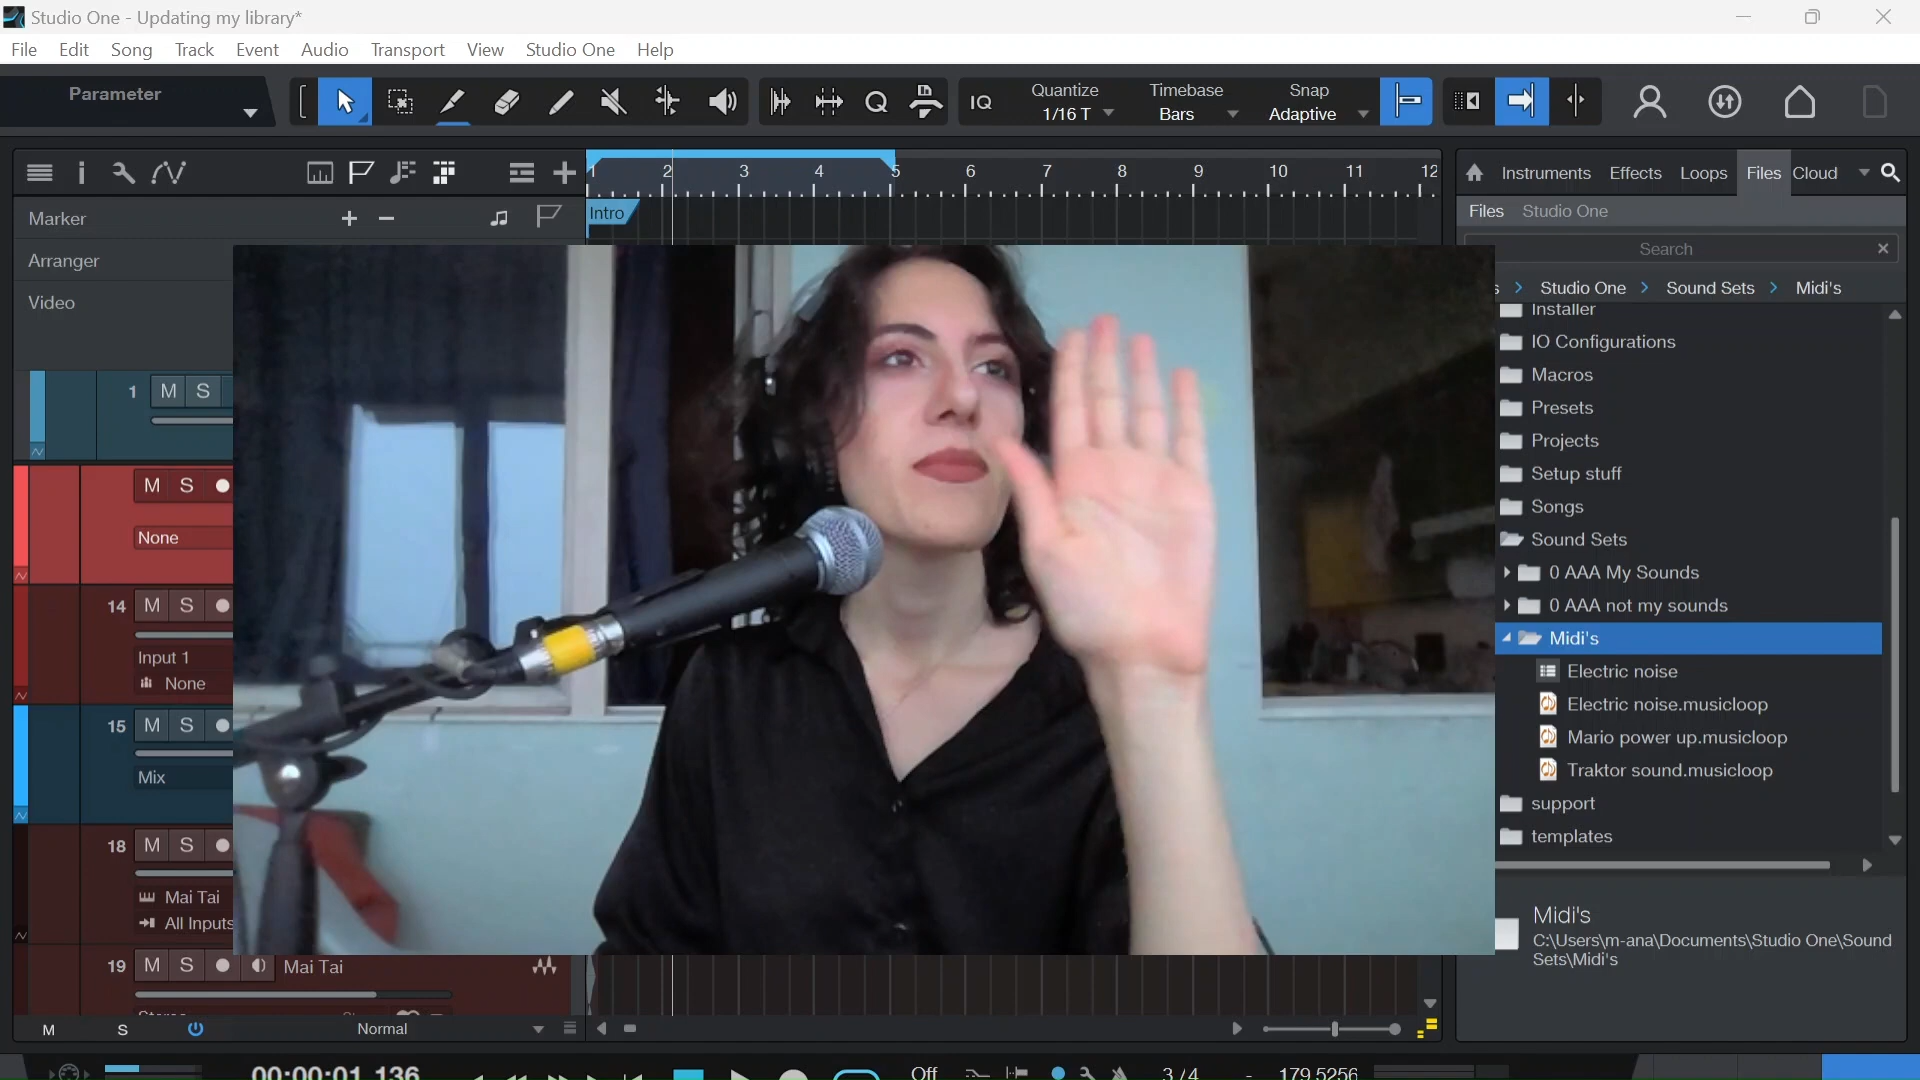 Studio One - Updating my library*
File Edit Song Track Event Audio Transport View Studio One Help
Parameter
IQ
Quantize
1/16 T
Timebase
Bars
Snap
Adaptive
1 2 3 4 5 6 7 8 9 10 11 12
Instruments Effects Loops Files Cloud
Marker
Intro
Files Studio One
Arranger
Search
Video
Studio One > Sound Sets > Midi's
Installer
IO Configurations
Macros
Presets
Projects
Setup stuff
Songs
Sound Sets
0 AAA My Sounds
0 AAA not my sounds
Midi's
Electric noise
Electric noise.musicloop
Mario power up.musicloop
Traktor sound.musicloop
support
templates
Midi's
C:\Users\m-ana\Documents\Studio One\Sound
Sets\Midi's
1 M S
M S
None
14 M S
Input 1
None
15 M S
Mix
18 M S
Mai Tai
All Inputs
19 M S Mai Tai
M S Normal
00:00:01.136 Off 3/4 - 179.5256